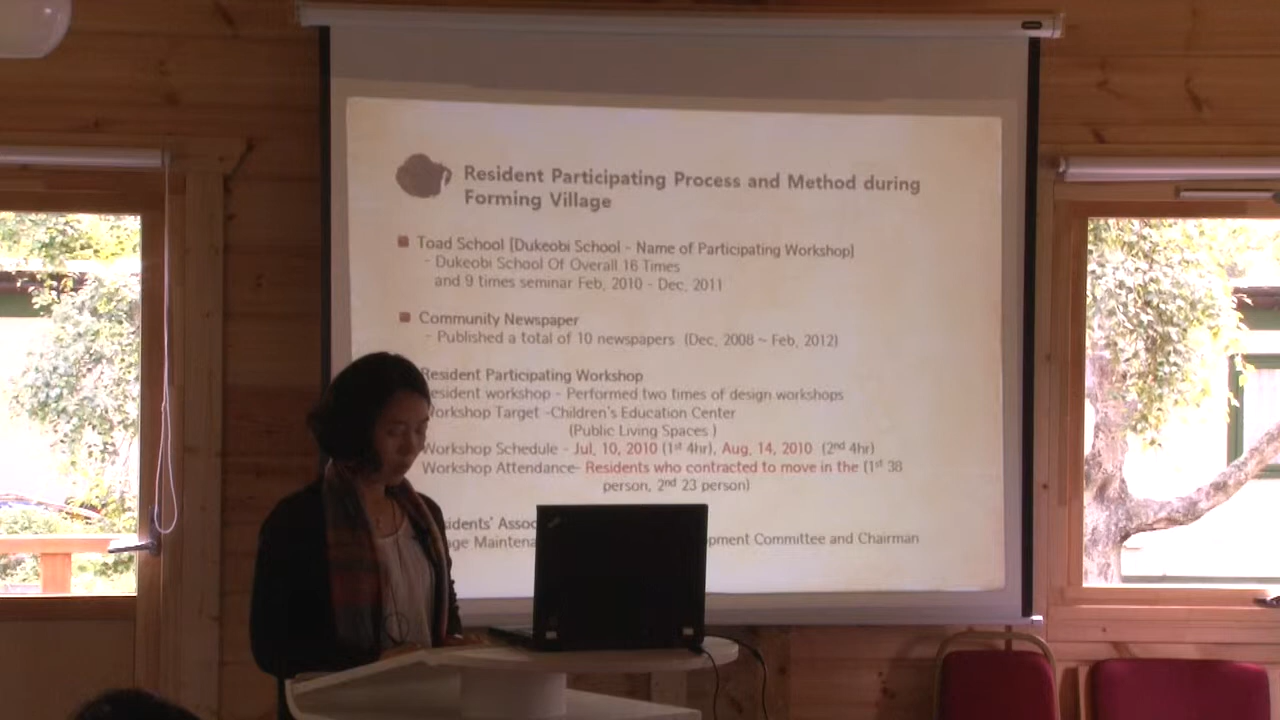 Resident Participating Process and Method during
Forming Village
Toad School [Dukeobi School - Name of Participating Workshop]
- Dukeobi School Of Overall 16 Times
and 9 times seminar Feb, 2010 - Dec, 2011
Community Newspaper
- Published a total of 10 newspapers (Dec, 2008 ~ Feb, 2012)
Resident Participating Workshop
esident workshop - Performed two times of design workshops
Workshop Target -Children's Education Center
(Public Living Spaces )
Workshop Schedule - Jul, 10, 2010 (1st 4hr), Aug, 14, 2010 (2nd 4hr)
Workshop Attendance- Residents who contracted to move in the (1st 38
person, 2nd 23 person)
sidents' Assoc
age Maintena pment Committee and Chairman